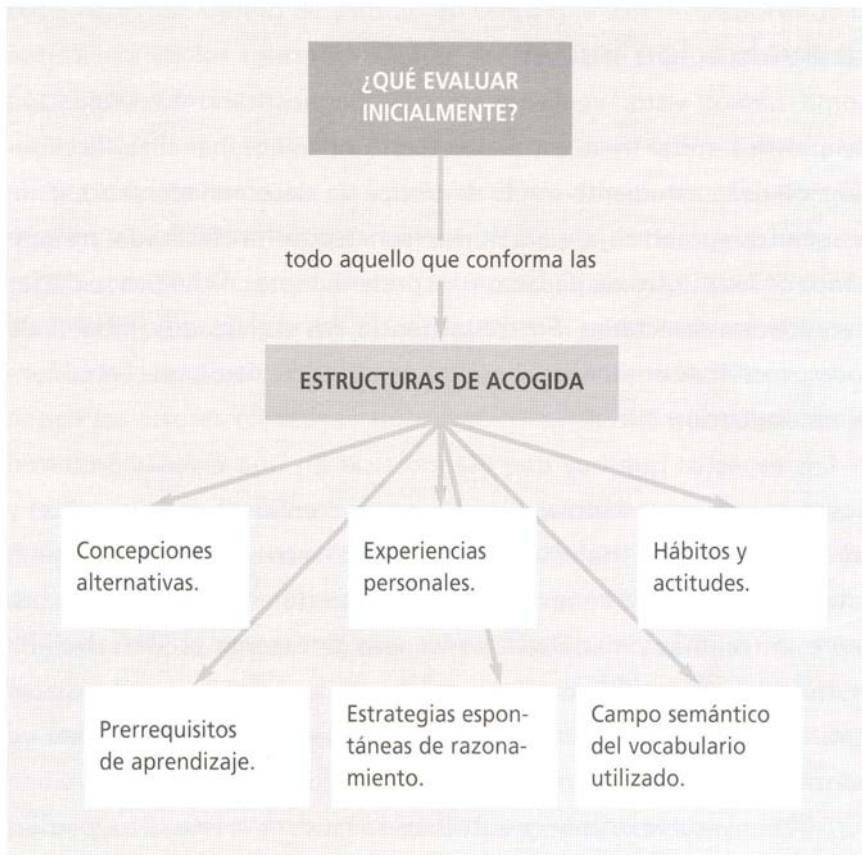 ¿QUÉ EVALUAR
INICIALMENTE?
todo aquello que conforma las
ESTRUCTURAS DE ACOGIDA
Concepciones
alternativas.
Experiencias
personales.
Hábitos y
actitudes.
Prerrequisitos
de aprendizaje.
Estrategias espon-
táneas de razona-
miento.
Campo semántico
del vocabulario
utilizado.